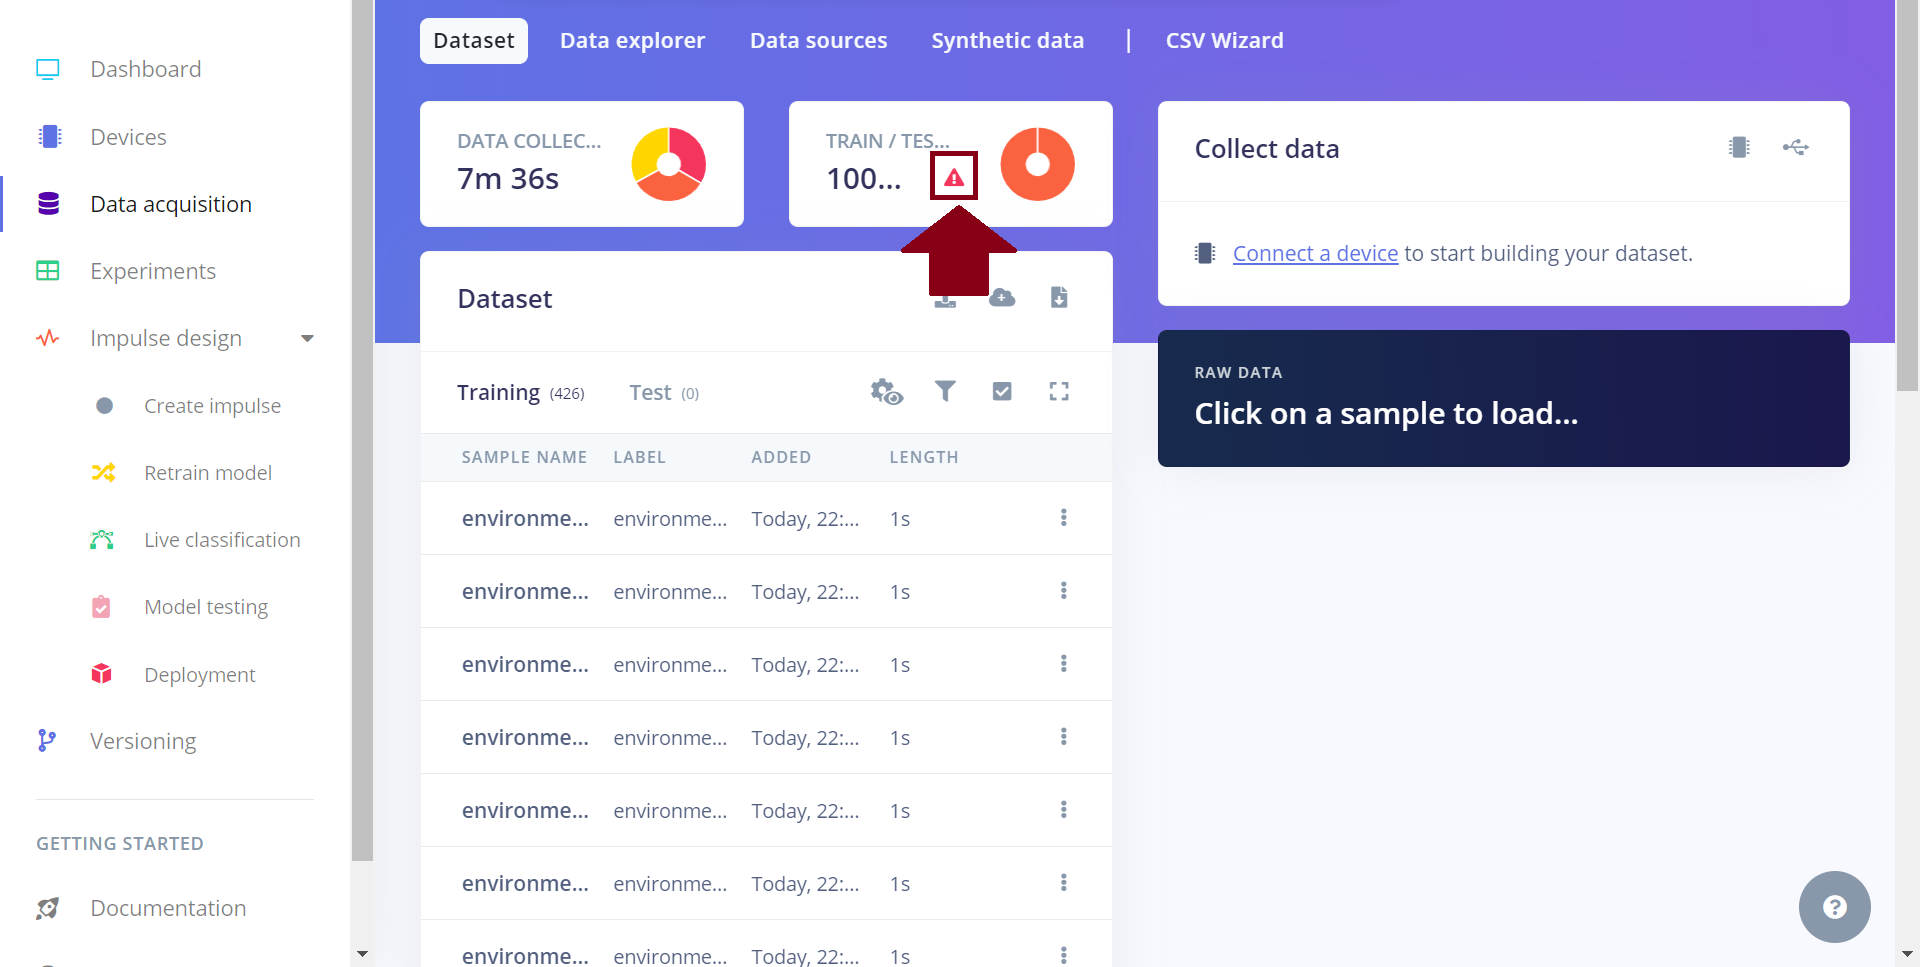 Dashboard
Devices
Data acquisition
Experiments
Impulse design
Create impulse
Retrain model
Live classification
Model testing
Deployment
Versioning
GETTING STARTED
Documentation
Dataset Data explorer Data sources Synthetic data | CSV Wizard
DATA COLLEC...
7m 36s
TRAIN / TES...
100...
Collect data
Connect a device to start building your dataset.
RAW DATA
Click on a sample to load...
Dataset
Training (426) Test (0)
SAMPLE NAME LABEL ADDED LENGTH
environme... environme... Today, 22:... 1s
environme... environme... Today, 22:... 1s
environme... environme... Today, 22:... 1s
environme... environme... Today, 22:... 1s
environme... environme... Today, 22:... 1s
environme... environme... Today, 22:... 1s
environme... environme... Today, 22:... 1s